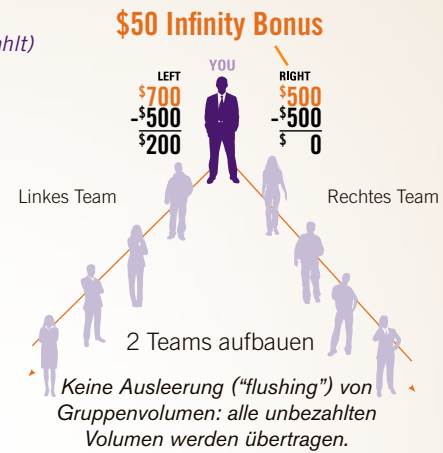 $50 Infinity Bonus
ahlt)
YOU
LEFT
$700
-$500
$200
RIGHT
$500
-$500
$ 0
Linkes Team
Rechtes Team
2 Teams aufbauen
Keine Ausleerung (“flushing”) von
Gruppenvolumen: alle unbezahlten
Volumen werden übertragen.